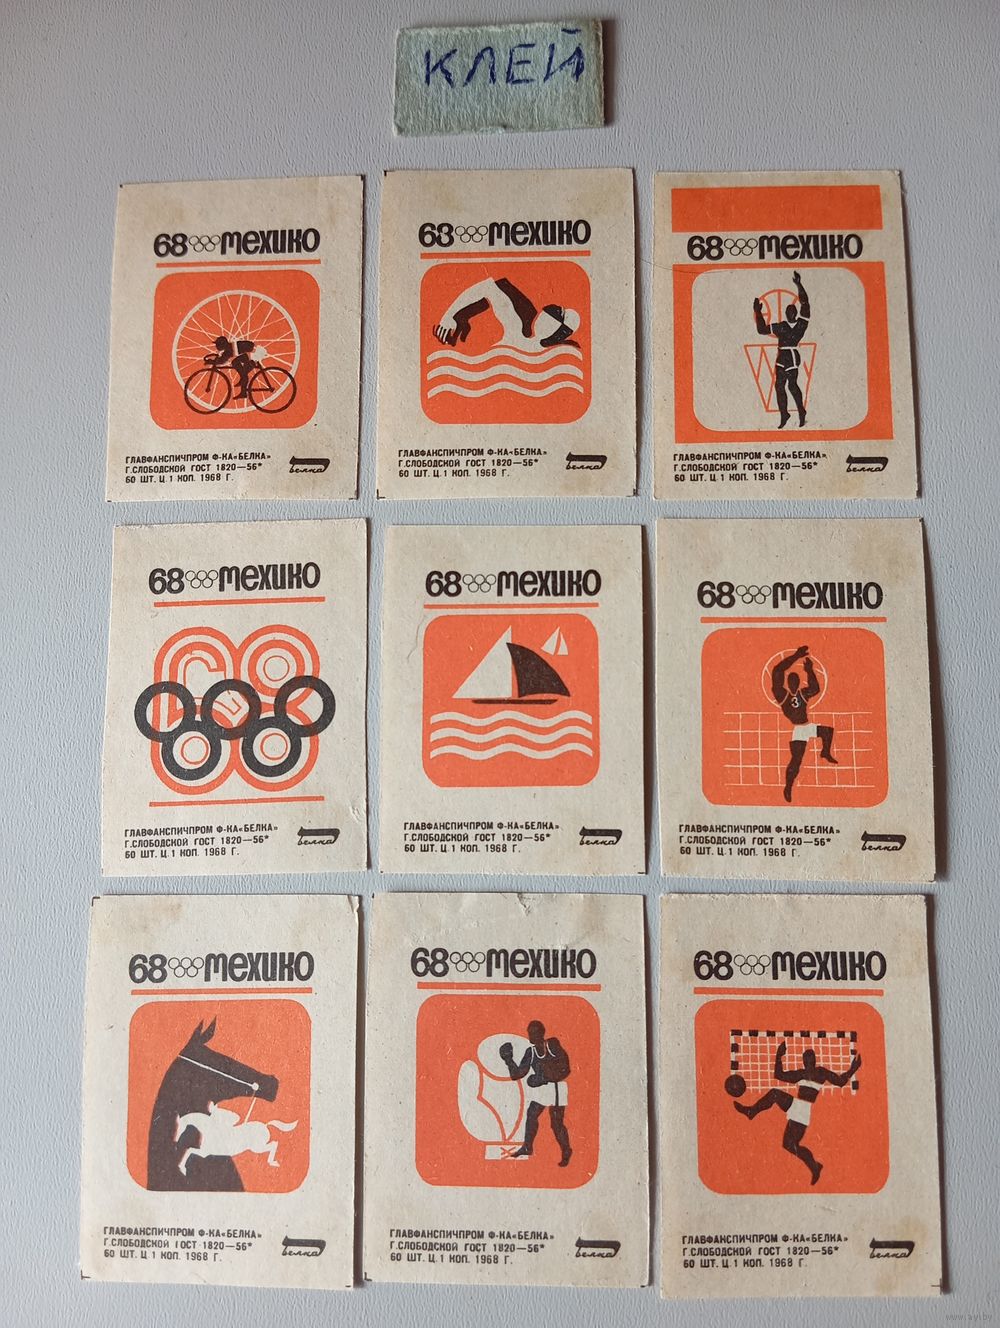 КЛЕЙ
68 МЕХИКО
ГЛАВФАНСПИЧПРОМ Ф-КА«БЕЛКА»
Г.СЛОБОДСКОЙ ГОСТ 1820—56*
60 ШТ. Ц. 1 КОП. 1968 Г.
Белка
68 МЕХИКО
ГЛАВФАНСПИЧПРОМ Ф-КА«БЕЛКА»
Г.СЛОБОДСКОЙ ГОСТ 1820—56*
60 ШТ. Ц. 1 КОП. 1968 Г.
Белка
68 МЕХИКО
ГЛАВФАНСПИЧПРОМ Ф-КА«БЕЛКА»
Г.СЛОБОДСКОЙ ГОСТ 1820—56*
60 ШТ. Ц. 1 КОП. 1968 Г.
Белка
68 МЕХИКО
ГЛАВФАНСПИЧПРОМ Ф-КА«БЕЛКА»
Г.СЛОБОДСКОЙ ГОСТ 1820—56*
60 ШТ. Ц. 1 КОП. 1968 Г.
Белка
68 МЕХИКО
ГЛАВФАНСПИЧПРОМ Ф-КА«БЕЛКА»
Г.СЛОБОДСКОЙ ГОСТ 1820—56*
60 ШТ. Ц. 1 КОП. 1968 Г.
Белка
68 МЕХИКО
3
ГЛАВФАНСПИЧПРОМ Ф-КА«БЕЛКА»
Г.СЛОБОДСКОЙ ГОСТ 1820—56*
60 ШТ. Ц. 1 КОП. 1968 Г.
Белка
68 МЕХИКО
ГЛАВФАНСПИЧПРОМ Ф-КА«БЕЛКА»
Г.СЛОБОДСКОЙ ГОСТ 1820—56*
60 ШТ. Ц. 1 КОП. 1968 Г.
Белка
68 МЕХИКО
ГЛАВФАНСПИЧПРОМ Ф-КА«БЕЛКА»
Г.СЛОБОДСКОЙ ГОСТ 1820—56*
60 ШТ. Ц. 1 КОП. 1968 Г.
Белка
68 МЕХИКО
ГЛАВФАНСПИЧПРОМ Ф-КА«БЕЛКА»
Г.СЛОБОДСКОЙ ГОСТ 1820—56*
60 ШТ. Ц. 1 КОП. 1968 Г.
Белка